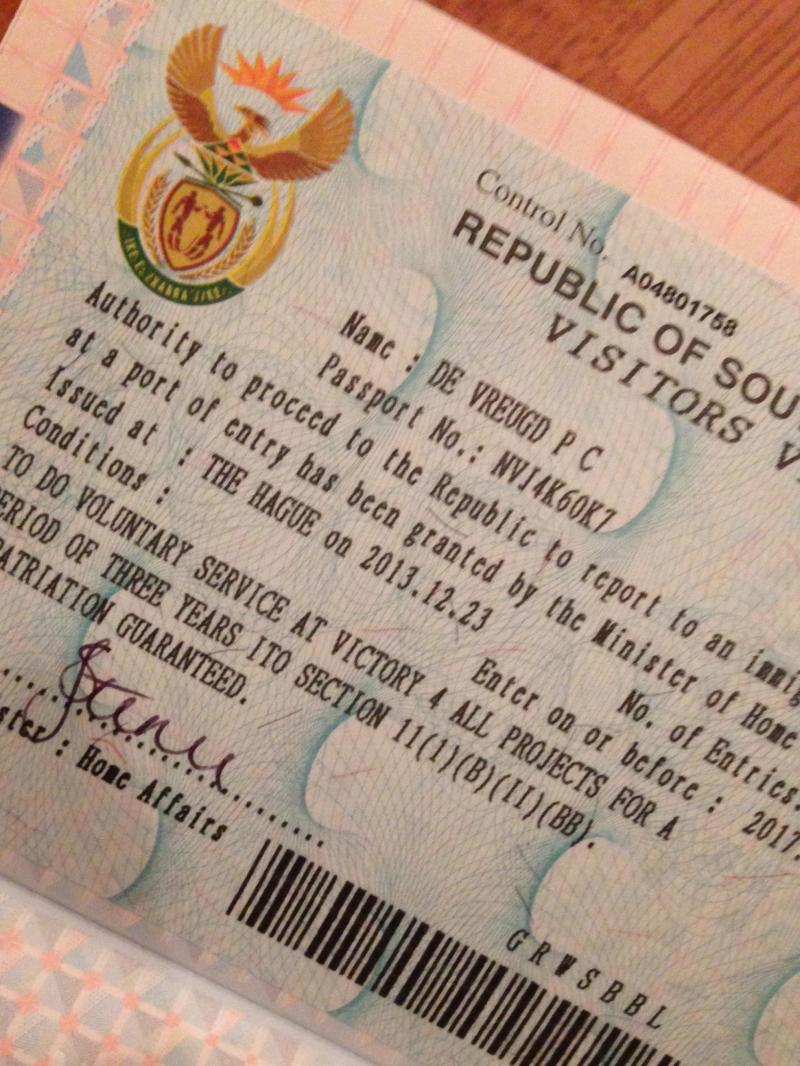 Control No. A04801758
REPUBLIC OF SOU
VISITORS V
Name : DE VREUGD P C
Passport No.: NVJ4K60K7
Authority to proceed to the Republic to report to an immig
at a port of entry has been granted by the Minister of Home
Issued at : THE HAGUE on 2013.12.23
No. of Entries:
Conditions :
Enter on or before : 2017.
TO DO VOLUNTARY SERVICE AT VICTORY 4 ALL PROJECTS FOR A
ERIOD OF THREE YEARS ITO SECTION 11(1)(B)(II)(BB).
PATRIATION GUARANTEED.
ster : Home Affairs
GRWSBBL